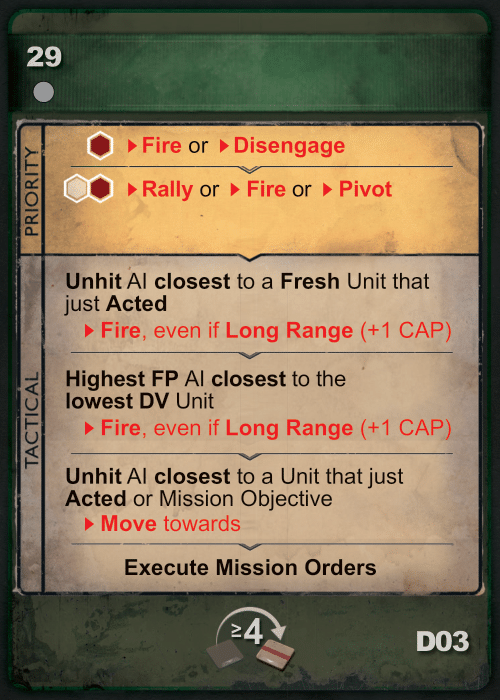 29
PRIORITY
Fire or Disengage
Rally or Fire or Pivot
TACTICAL
Unhit AI closest to a Fresh Unit that
just Acted
Fire, even if Long Range (+1 CAP)
Highest FP AI closest to the
lowest DV Unit
Fire, even if Long Range (+1 CAP)
Unhit AI closest to a Unit that just
Acted or Mission Objective
Move towards
Execute Mission Orders
≥4
D03